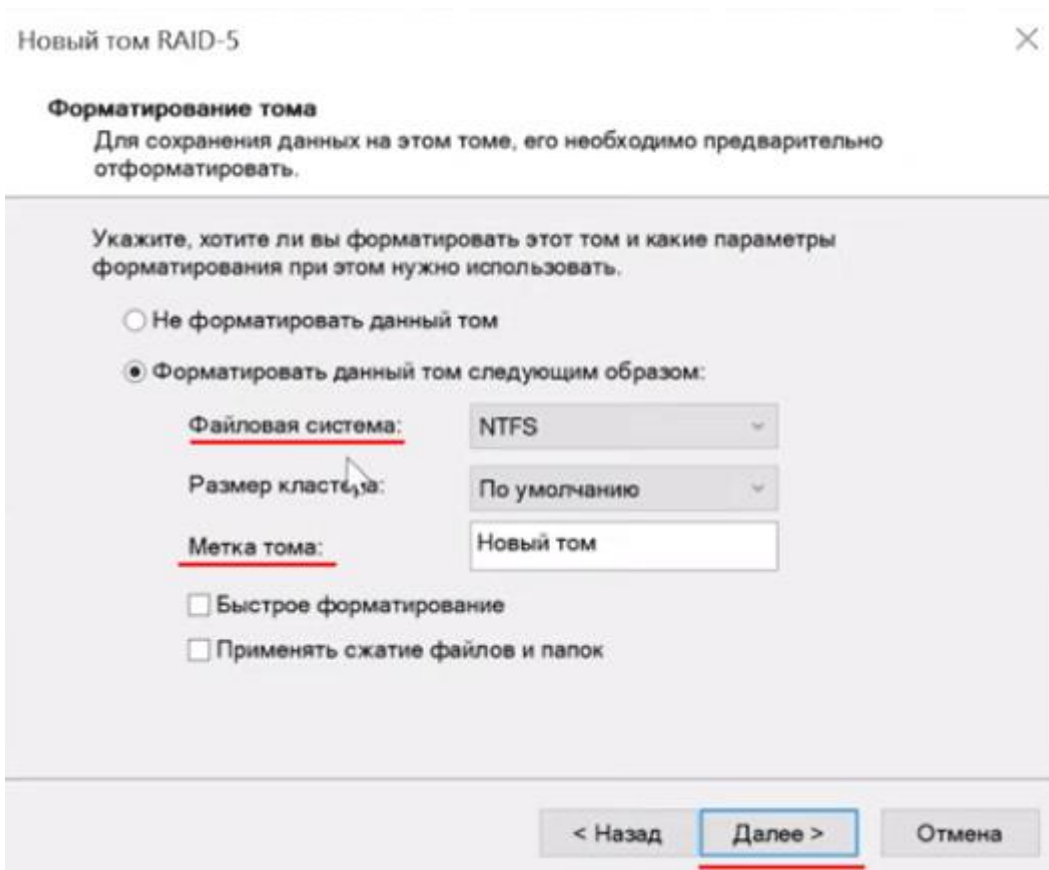 Новый том RAID-5
Форматирование тома
Для сохранения данных на этом томе, его необходимо предварительно
отформатировать.
Укажите, хотите ли вы форматировать этот том и какие параметры
форматирования при этом нужно использовать.
Не форматировать данный том
Форматировать данный том следующим образом:
Файловая система: NTFS
Размер кластера: По умолчанию
Метка тома: Новый том
Быстрое форматирование
Применять сжатие файлов и папок
< Назад Далее > Отмена